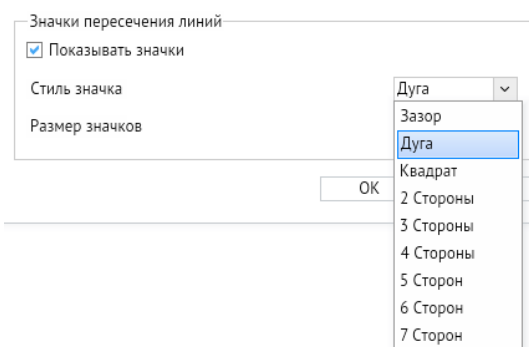 Значки пересечения линий
Показывать значки
Стиль значка
Дуга
Размер значков
Зазор
Дуга
Квадрат
2 Стороны
3 Стороны
4 Стороны
5 Сторон
6 Сторон
7 Сторон
ОК